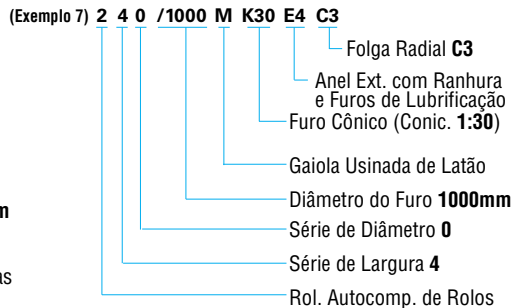 (Exemplo 7) 2 4 0 /1000 M K30 E4 C3
Folga Radial C3
Anel Ext. com Ranhura
e Furos de Lubrificação
Furo Cônico (Conic. 1:30)
Gaiola Usinada de Latão
Diâmetro do Furo 1000mm
m
Série de Diâmetro 0
Série de Largura 4
as
Rol. Autocomp. de Rolos